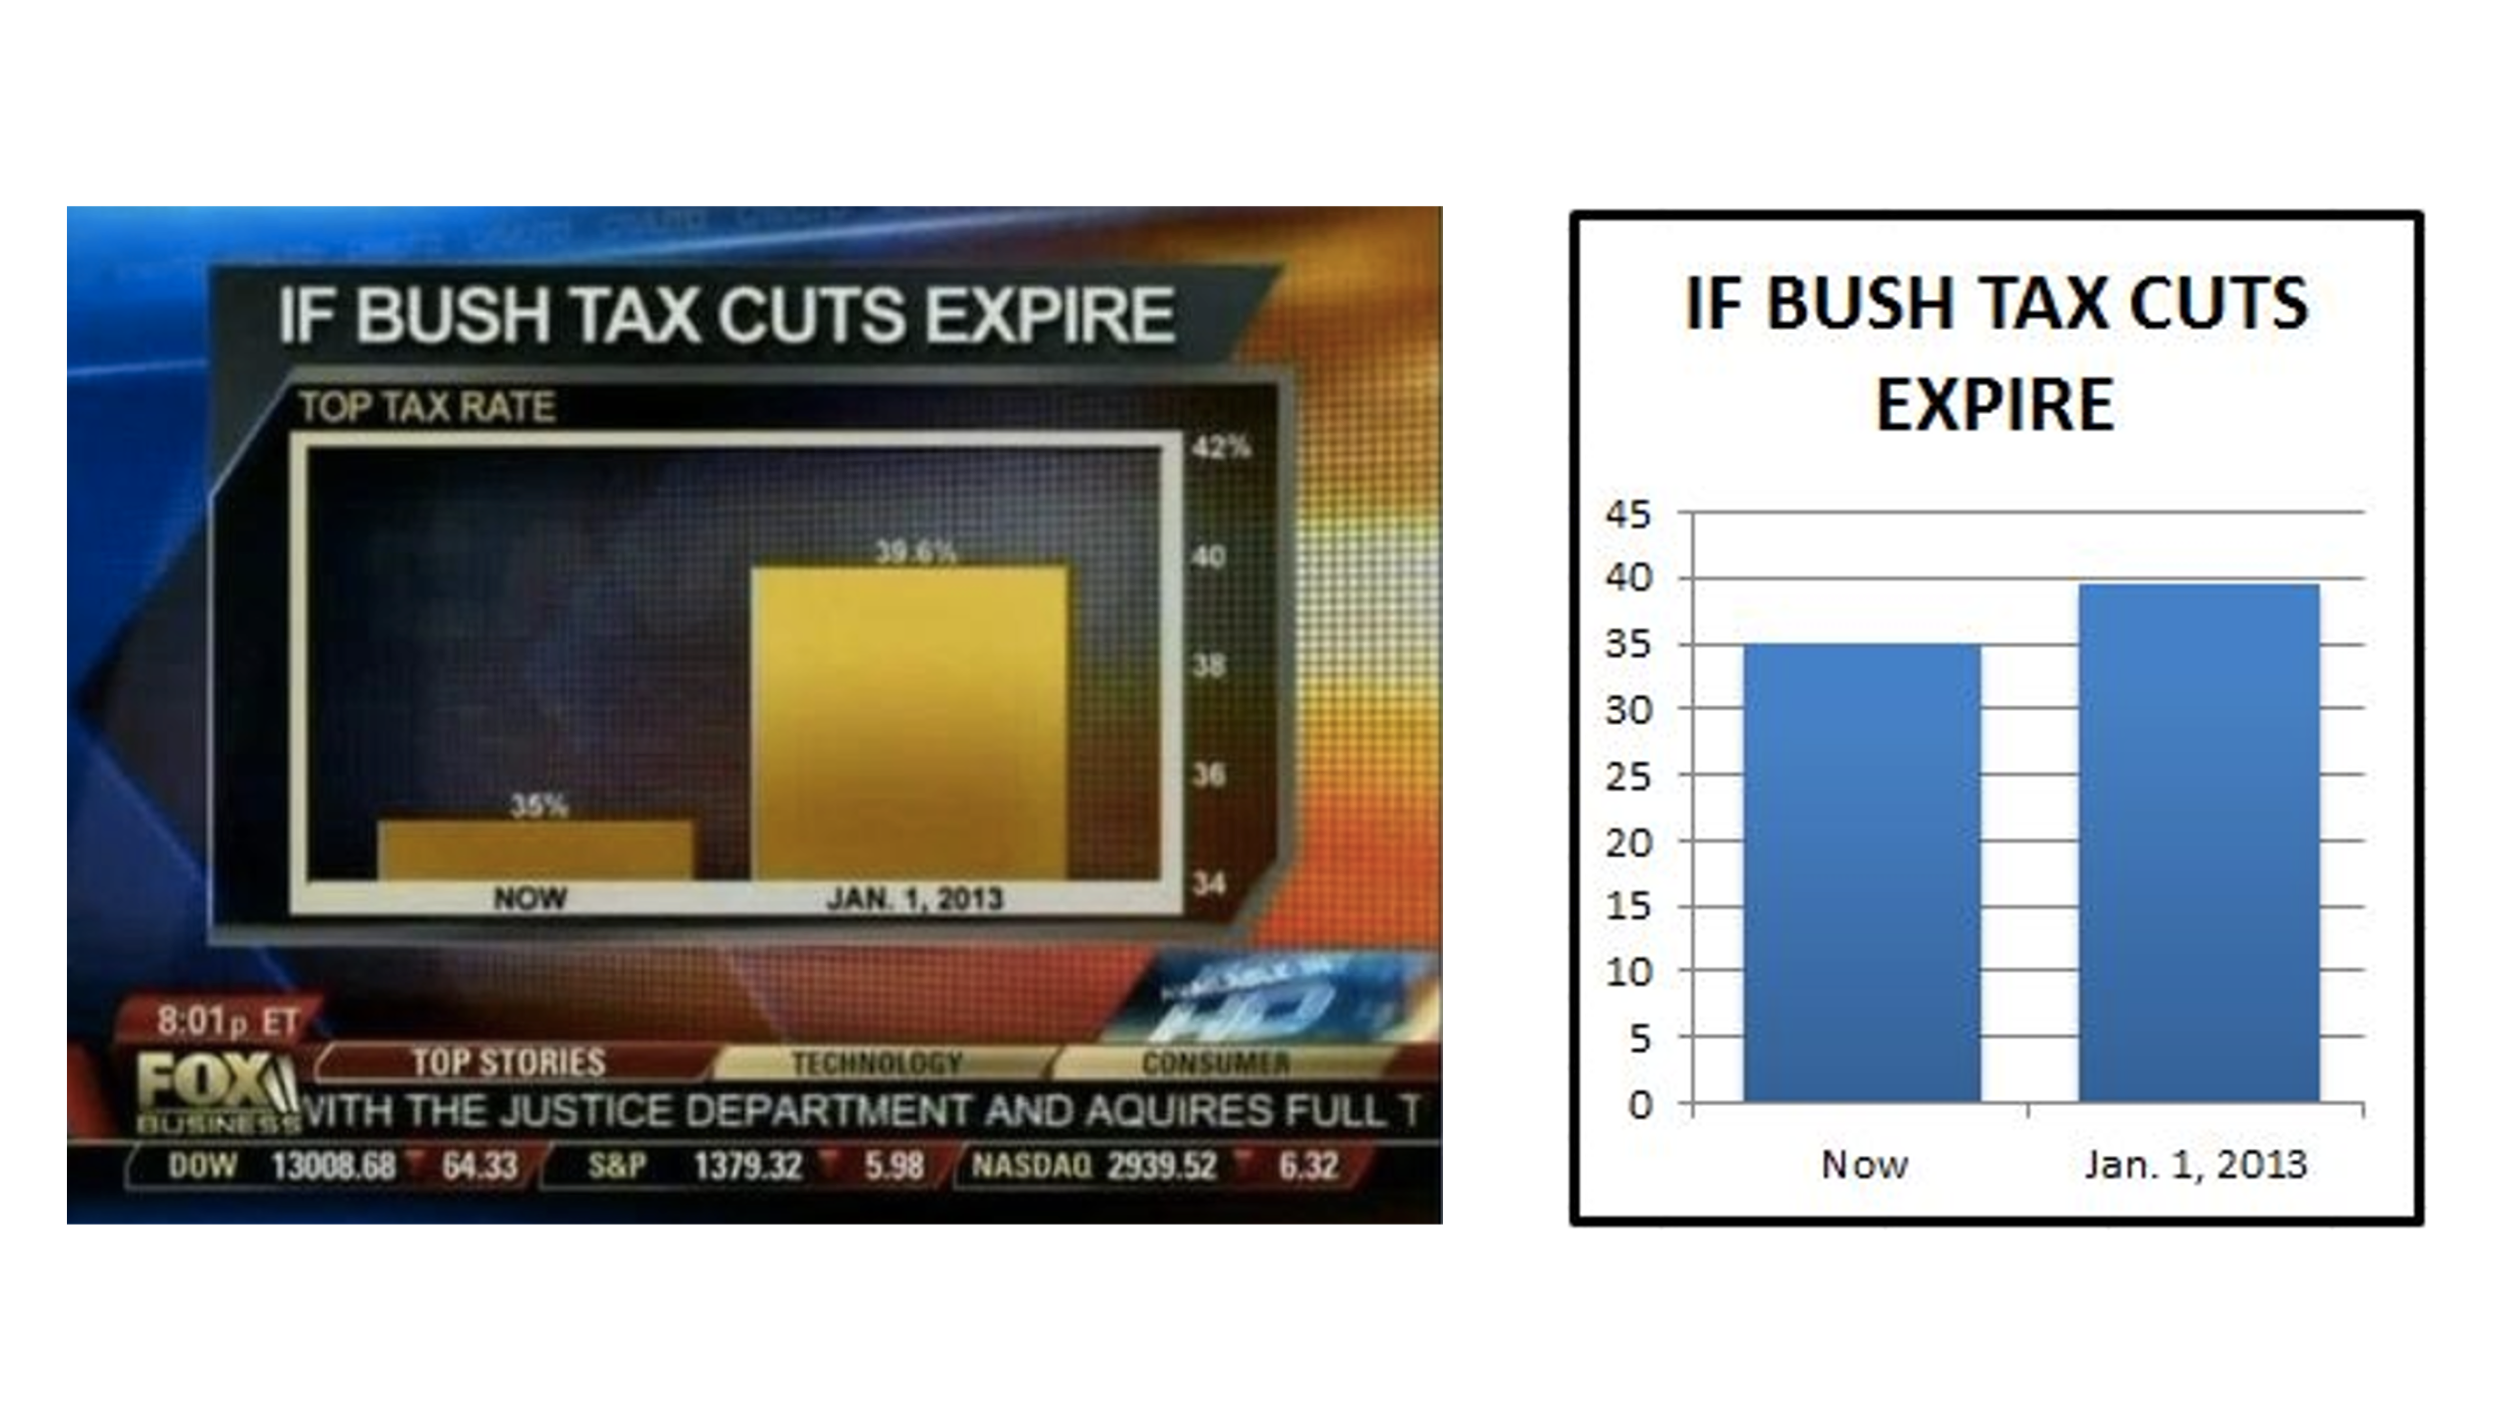 IF BUSH TAX CUTS EXPIRE
TOP TAX RATE
42%
39.6%
40
38
36
35%
34
NOW JAN. 1, 2013
HD
8:01p ET
FOX
BUSINESS
TOP STORIES TECHNOLOGY CONSUMER
WITH THE JUSTICE DEPARTMENT AND AQUIRES FULL T
DOW 13008.68 64.33 S&P 1379.32 5.98 NASDAQ 2939.52 6.32
IF BUSH TAX CUTS
EXPIRE
45
40
35
30
25
20
15
10
5
0
Now Jan. 1, 2013